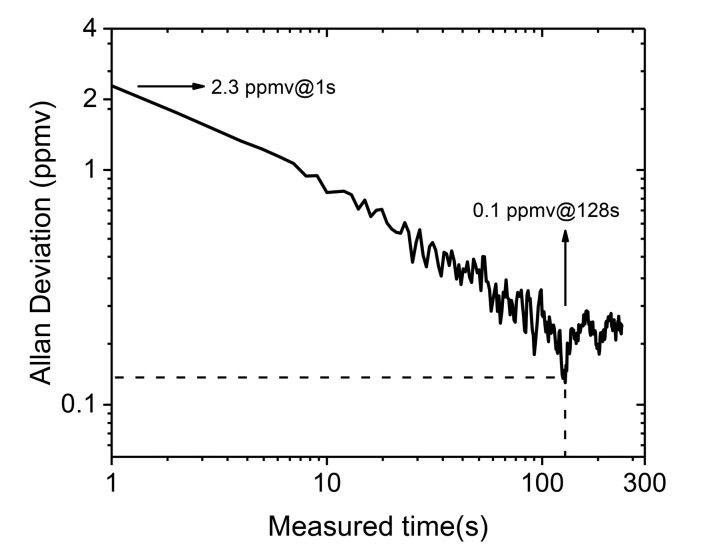 4
2.3 ppmv@1s
2
1
0.1 ppmv@128s
0.1
Allan Deviation (ppmv)
1
10
100
300
Measured time(s)